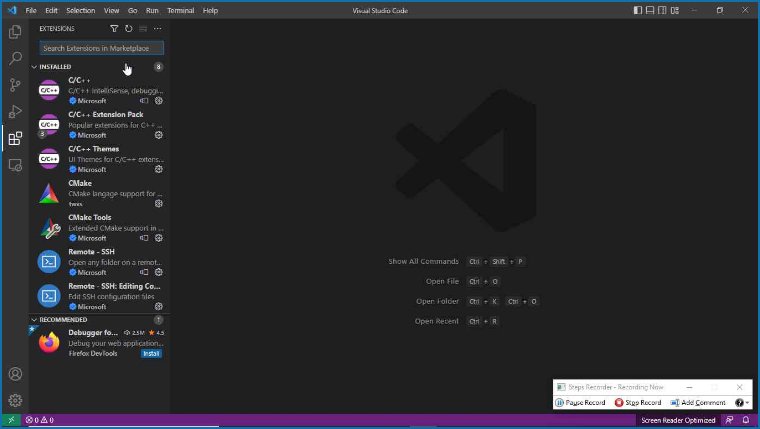 File Edit Selection View Go Run Terminal Help
Visual Studio Code
EXTENSIONS
Search Extensions in Marketplace
INSTALLED 8
C/C++
C/C++ C/C++ IntelliSense, debuggi...
Microsoft
C/C++ Extension Pack
C/C++ Popular extensions for C++ ...
3 Microsoft
C/C++ Themes
C/C++ UI Themes for C/C++ extens...
Microsoft
CMake
CMake langage support for ...
twxs
CMake Tools
Extended CMake support in ...
Microsoft
Remote - SSH
Open any folder on a remot...
Microsoft
Remote - SSH: Editing Co...
Edit SSH configuration files
Microsoft
RECOMMENDED 1
Debugger fo... 2.5M 4.5
Debug your web application...
Firefox DevTools Install
Show All Commands Ctrl + Shift + P
Open File Ctrl + O
Open Folder Ctrl + K Ctrl + O
Open Recent Ctrl + R
Steps Recorder - Recording Now
Pause Record Stop Record Add Comment
0 0
Screen Reader Optimized